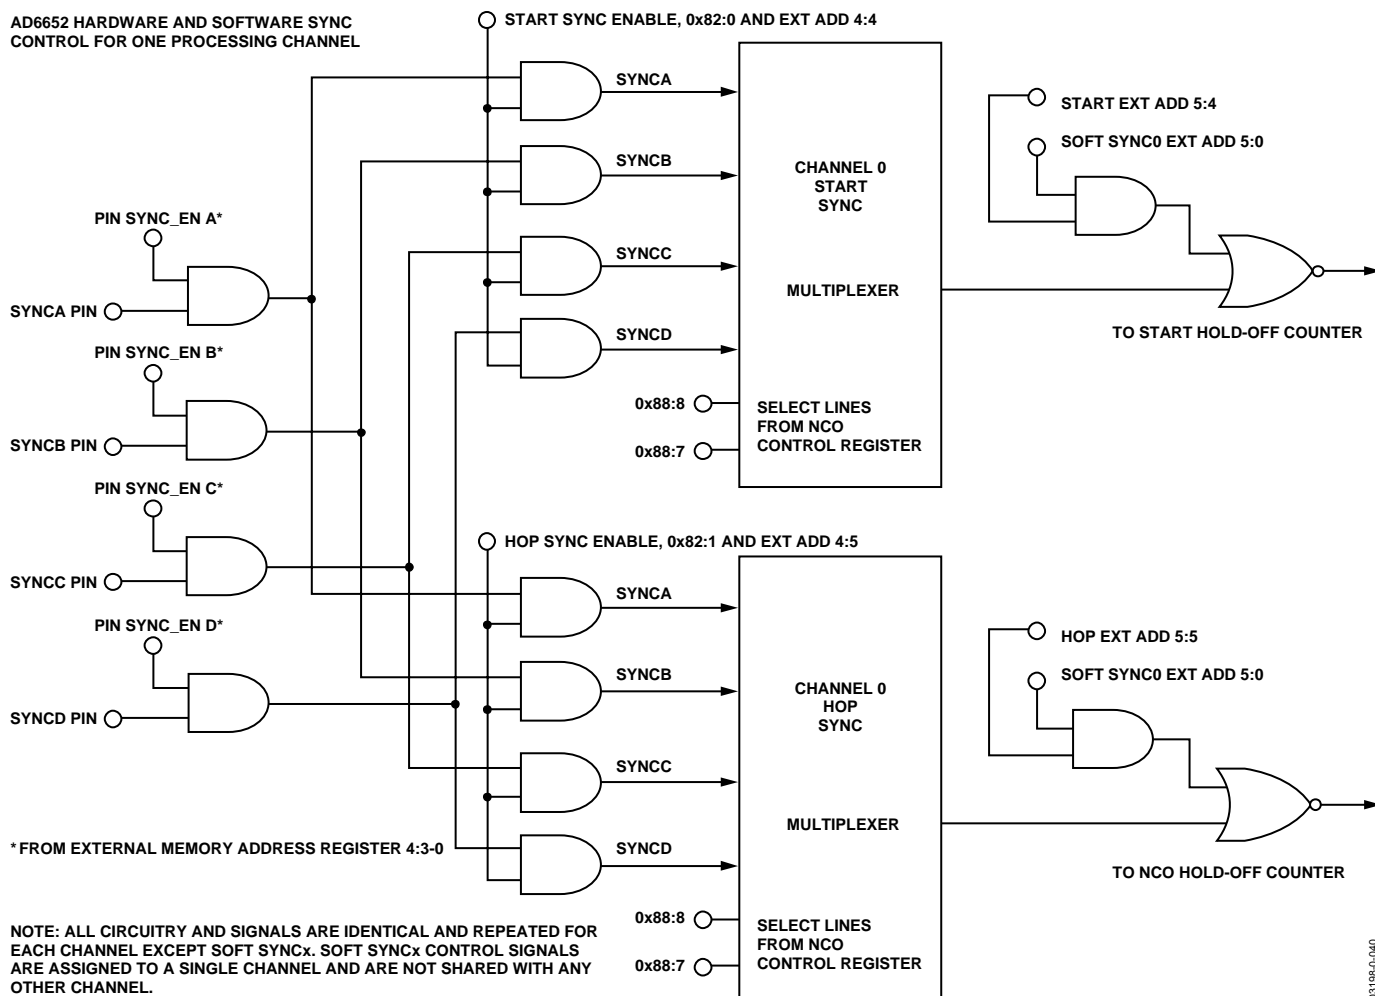 AD6652 HARDWARE AND SOFTWARE SYNC
CONTROL FOR ONE PROCESSING CHANNEL
START SYNC ENABLE, 0x82:0 AND EXT ADD 4:4
SYNCA
SYNCB
SYNCC
SYNCD
CHANNEL 0
START
SYNC
MULTIPLEXER
0x88:8
0x88:7
SELECT LINES
FROM NCO
CONTROL REGISTER
START EXT ADD 5:4
SOFT SYNC0 EXT ADD 5:0
TO START HOLD-OFF COUNTER
PIN SYNC_EN A*
SYNCA PIN
PIN SYNC_EN B*
SYNCB PIN
PIN SYNC_EN C*
SYNCC PIN
PIN SYNC_EN D*
SYNCD PIN
HOP SYNC ENABLE, 0x82:1 AND EXT ADD 4:5
SYNCA
SYNCB
SYNCC
SYNCD
CHANNEL 0
HOP
SYNC
MULTIPLEXER
0x88:8
0x88:7
SELECT LINES
FROM NCO
CONTROL REGISTER
HOP EXT ADD 5:5
SOFT SYNC0 EXT ADD 5:0
TO NCO HOLD-OFF COUNTER
*FROM EXTERNAL MEMORY ADDRESS REGISTER 4:3-0
NOTE: ALL CIRCUITRY AND SIGNALS ARE IDENTICAL AND REPEATED FOR
EACH CHANNEL EXCEPT SOFT SYNCx. SOFT SYNCx CONTROL SIGNALS
ARE ASSIGNED TO A SINGLE CHANNEL AND ARE NOT SHARED WITH ANY
OTHER CHANNEL.
03198-0-040